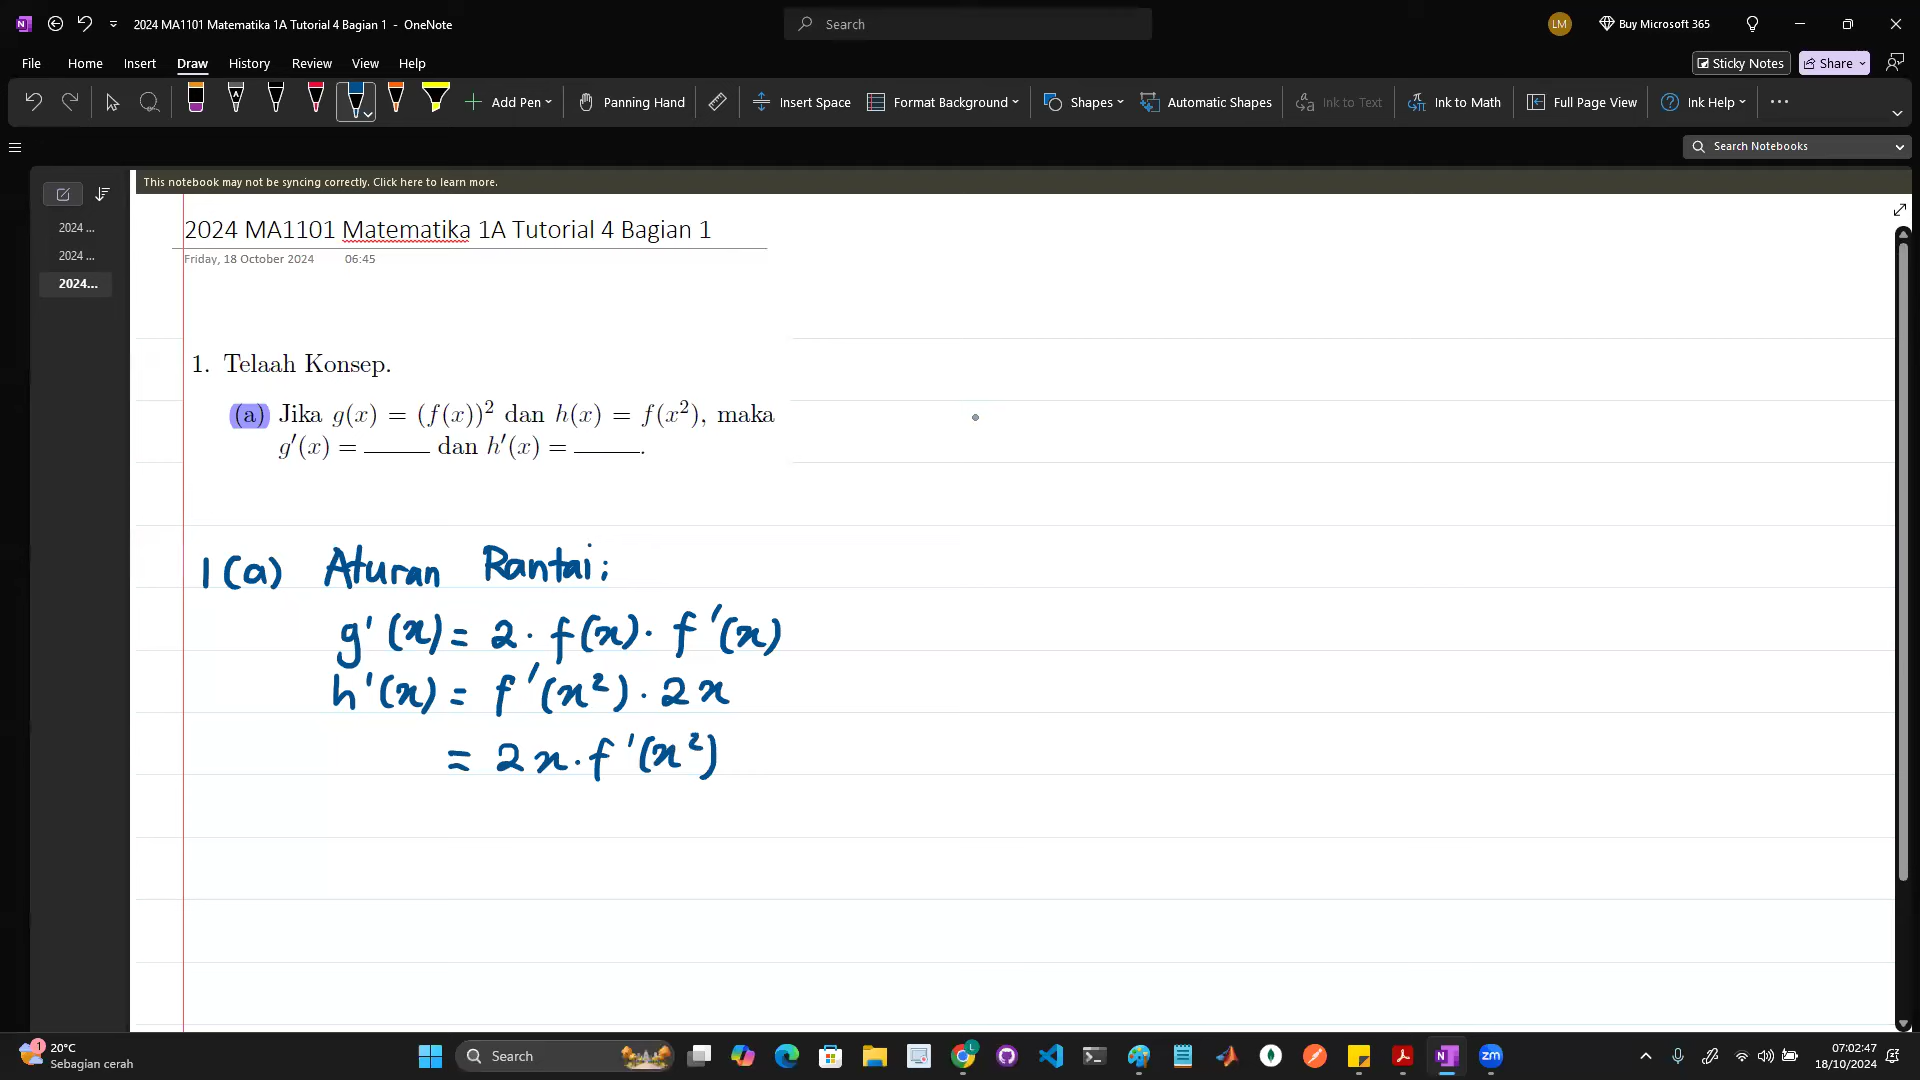 2024 MA1101 Matematika 1A Tutorial 4 Bagian 1 - OneNote
Search
LM
Buy Microsoft 365
File Home Insert Draw History Review View Help
Sticky Notes
Share
Add Pen
Panning Hand
Insert Space
Format Background
Shapes
Automatic Shapes
Ink to Text
Ink to Math
Full Page View
Ink Help
Search Notebooks
This notebook may not be syncing correctly. Click here to learn more.
2024 ...
2024 ...
2024...
2024 MA1101 Matematika 1A Tutorial 4 Bagian 1
Friday, 18 October 2024 06:45
1. Telaah Konsep.
(a) Jika g(x) = (f(x))² dan h(x) = f(x²), maka
g′(x) = _____ dan h′(x) = _____.
1(a) Aturan Rantai:
g'(x) = 2 · f(x) · f'(x)
h'(x) = f'(x²) · 2x
= 2x · f'(x²)
1
20°C
Sebagian cerah
Search
L
zm
07:02:47
18/10/2024